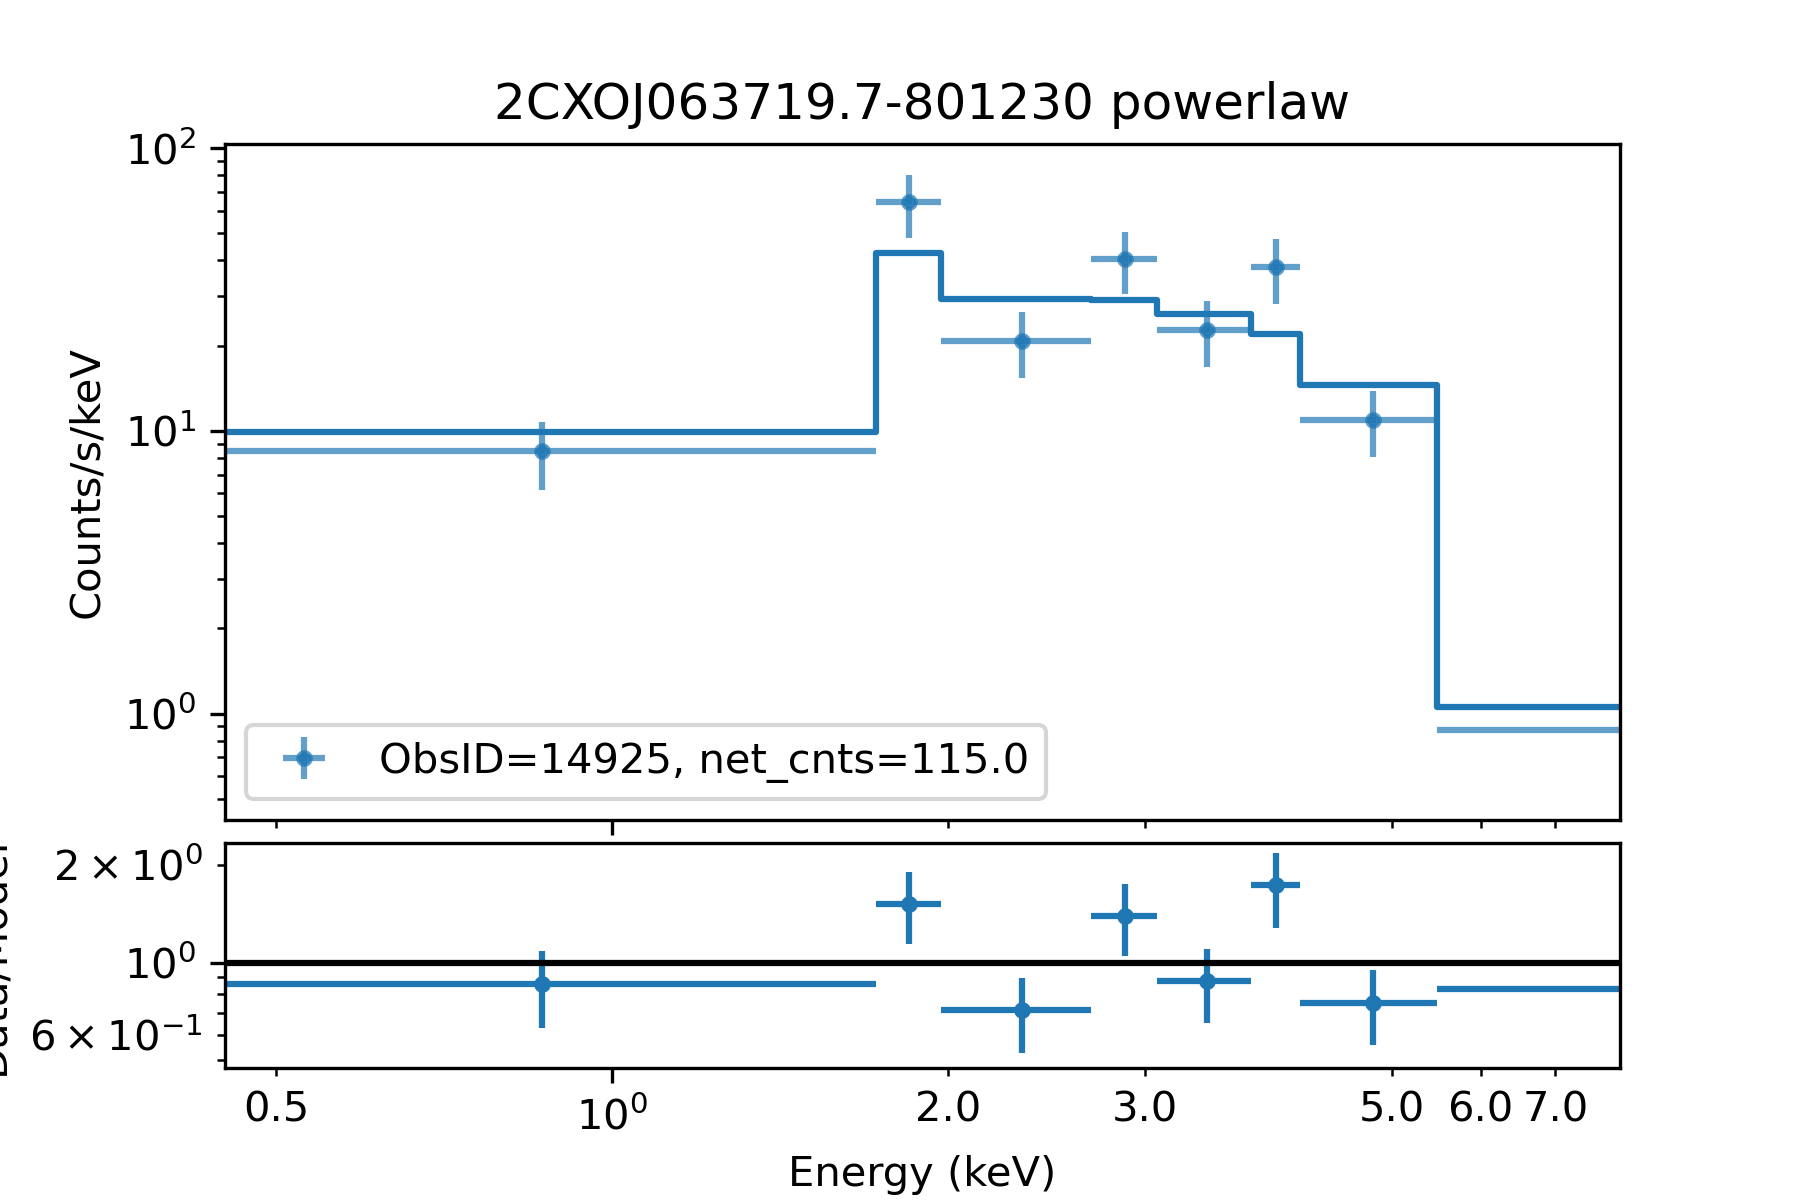 2CXOJ063719.7-801230 powerlaw
10²
10¹
10⁰
Counts/s/keV
ObsID=14925, net_cnts=115.0
2 × 10⁰
10⁰
6 × 10⁻¹
0.5
10⁰
2.0
3.0
5.0
6.0
7.0
Energy (keV)